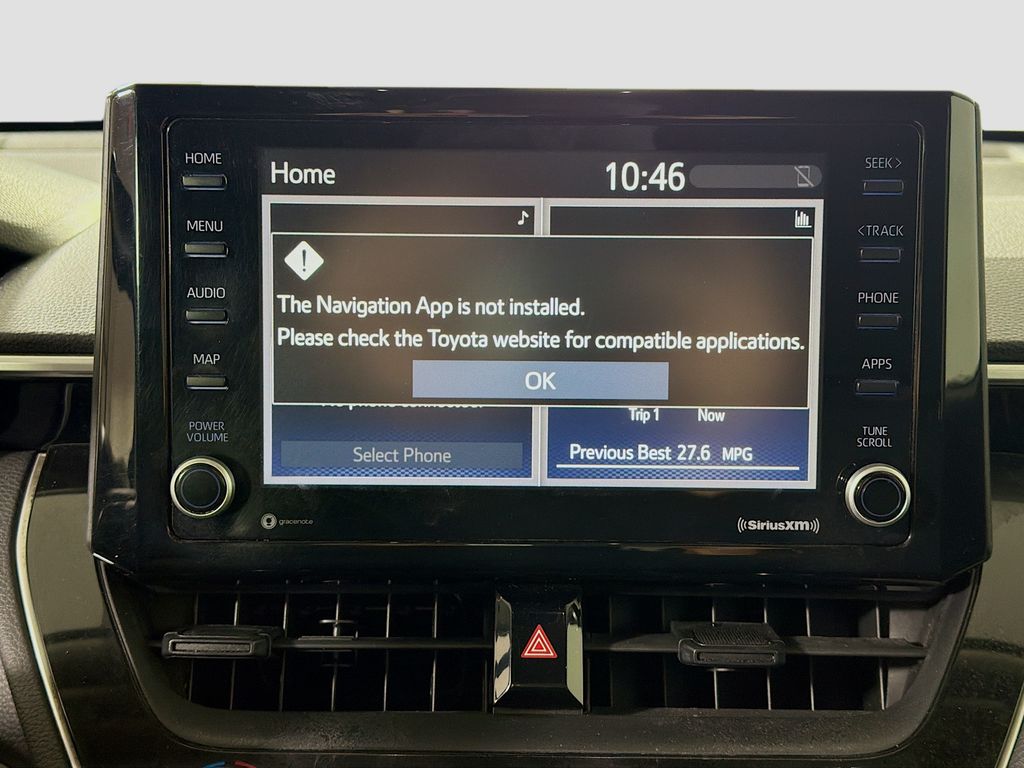 HOME
MENU
AUDIO
MAP
POWER
VOLUME
Home
10:46
The Navigation App is not installed.
Please check the Toyota website for compatible applications.
OK
Trip 1 Now
Select Phone
Previous Best 27.6 MPG
gracenote
((SiriusXM))
SEEK >
< TRACK
PHONE
APPS
TUNE
SCROLL